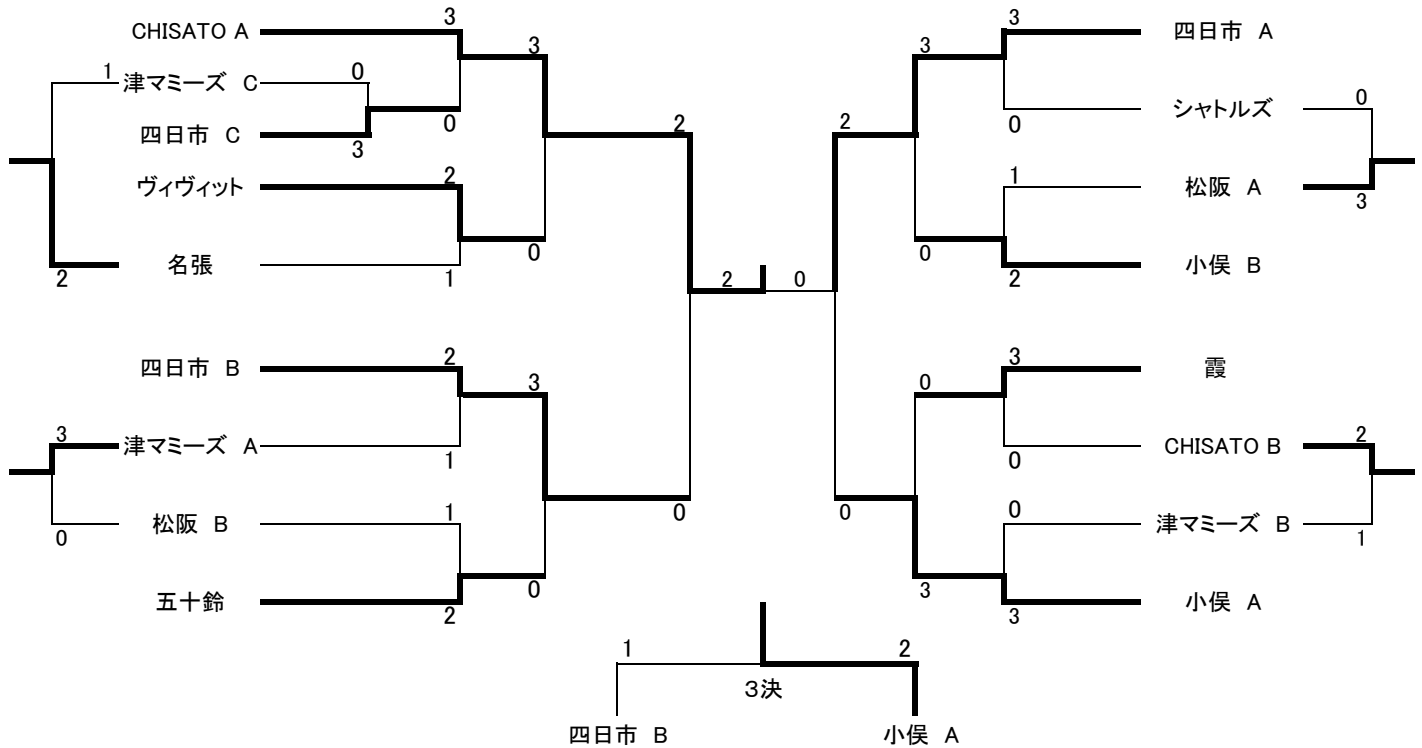 3 3
CHISATO A 四日市 A
3 3
1 津マミーズ C 0 シャトルズ 0
2 2
0 0
四日市 C 3
ヴィヴィット 2 1 松阪 A 3
0 0
2 名張 1 2 小俣 B
2 0
四日市 B 2 3 霞
3 0
3 津マミーズ A 1 0 CHISATO B 2
松阪 B 1 0 津マミーズ B
0 0 0 1
0 3
五十鈴 2 3 小俣 A
1 2
3決
四日市 B 小俣 A